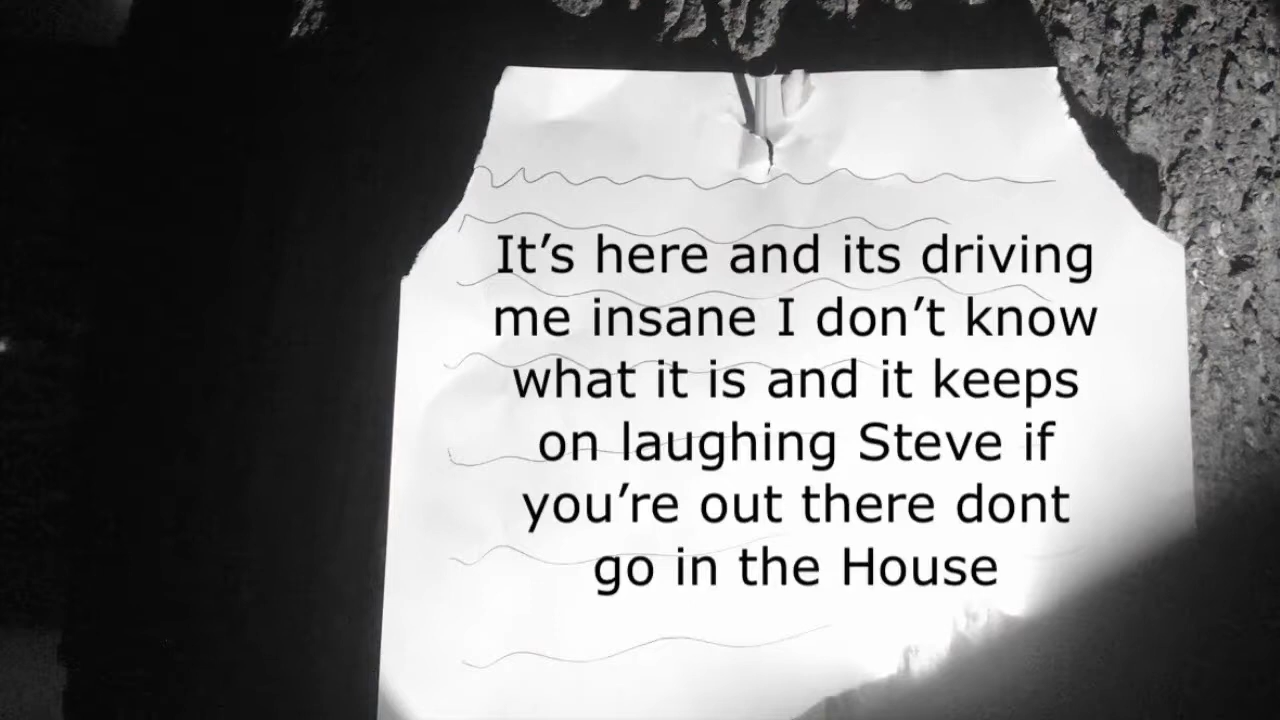 It’s here and its driving
me insane I don’t know
what it is and it keeps
on laughing Steve if
you’re out there dont
go in the House